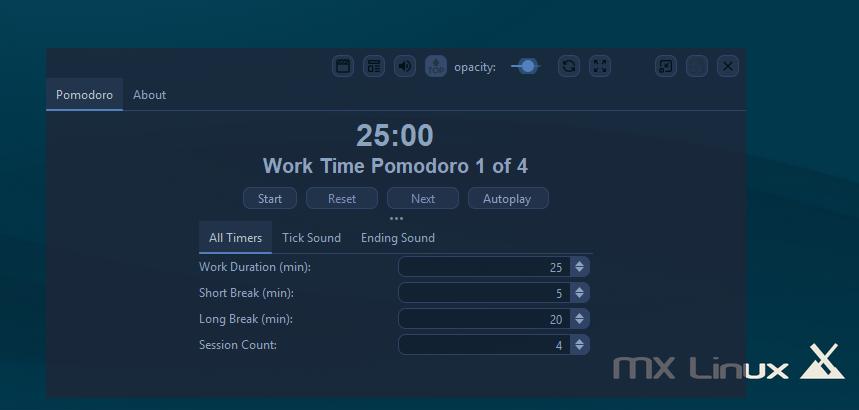 TOP opacity:
Pomodoro About
25:00
Work Time Pomodoro 1 of 4
Start Reset Next Autoplay
All Timers Tick Sound Ending Sound
Work Duration (min): 25
Short Break (min): 5
Long Break (min): 20
Session Count: 4
mx Linux